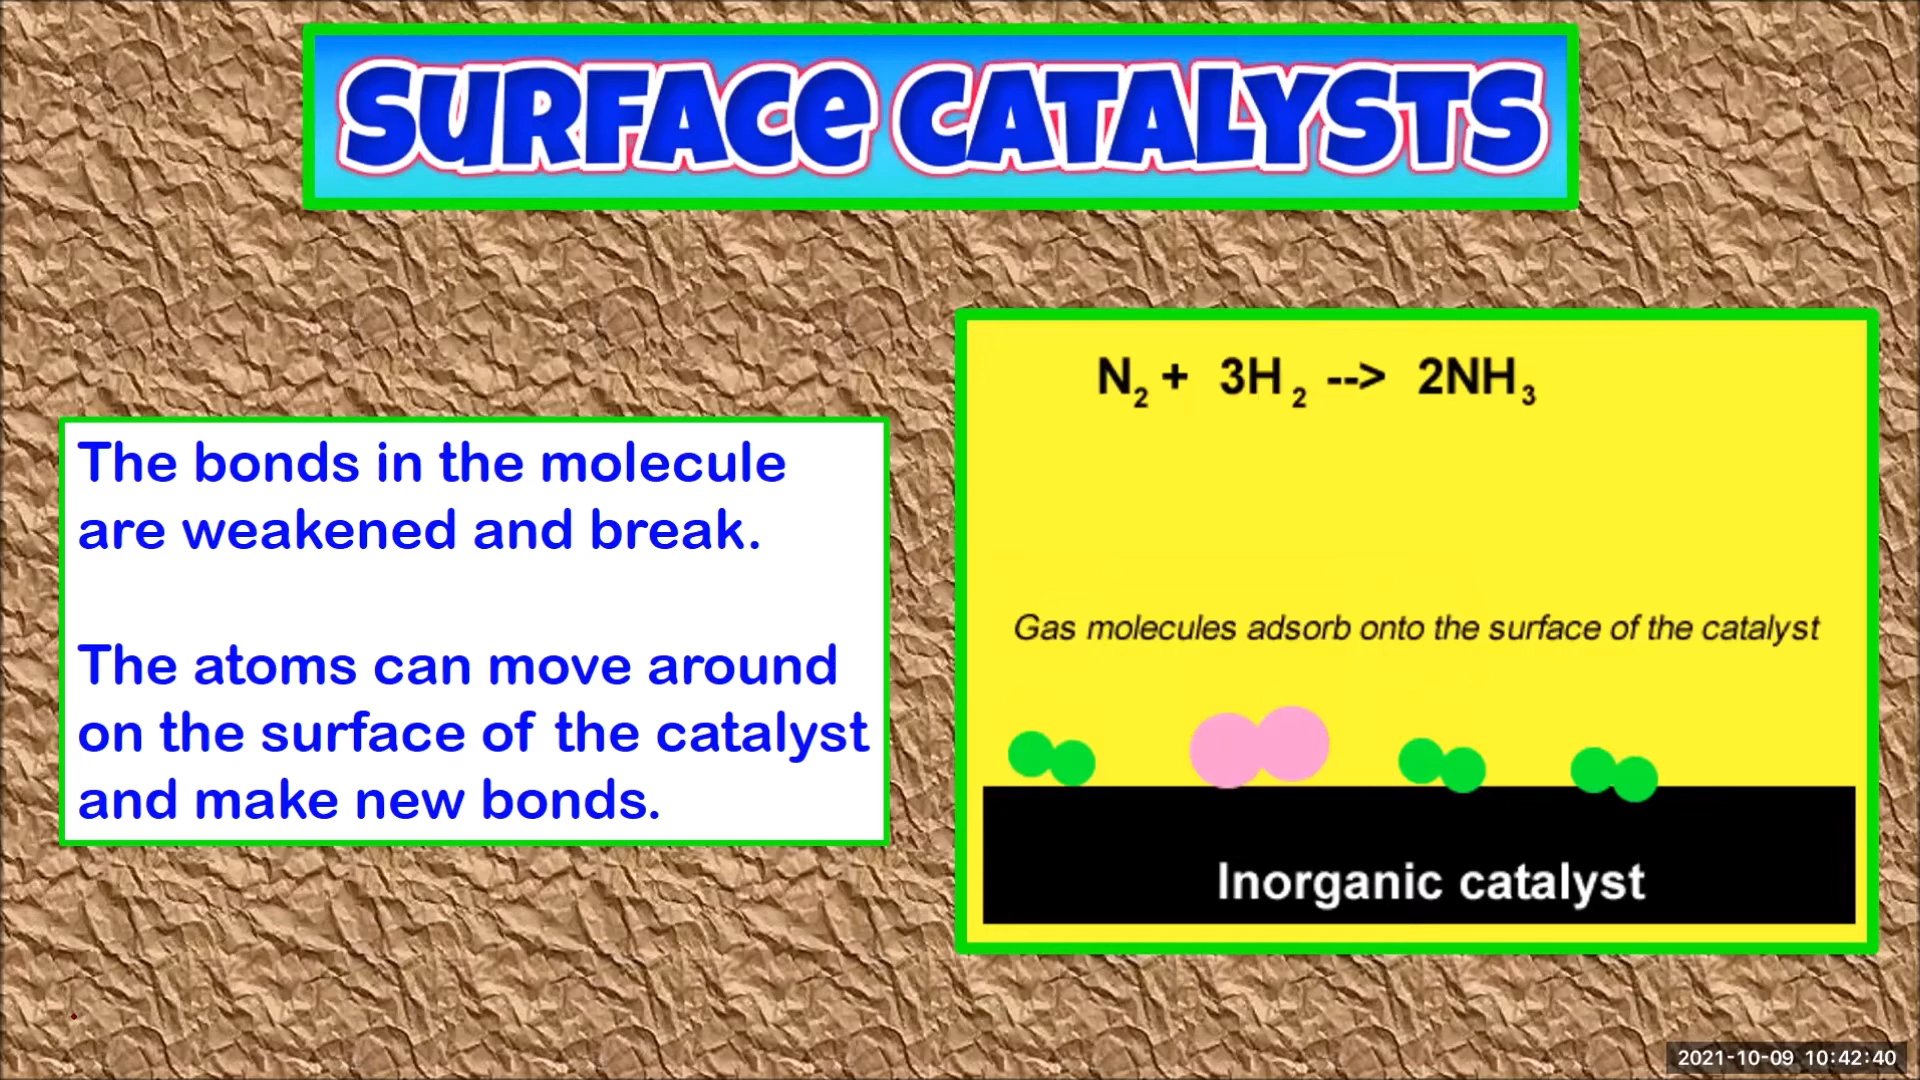 SURFACE CATALYSTS
The bonds in the molecule
are weakened and break.
The atoms can move around
on the surface of the catalyst
and make new bonds.
N2 + 3H2 --> 2NH3
Gas molecules adsorb onto the surface of the catalyst
Inorganic catalyst
2021-10-09 10:42:40